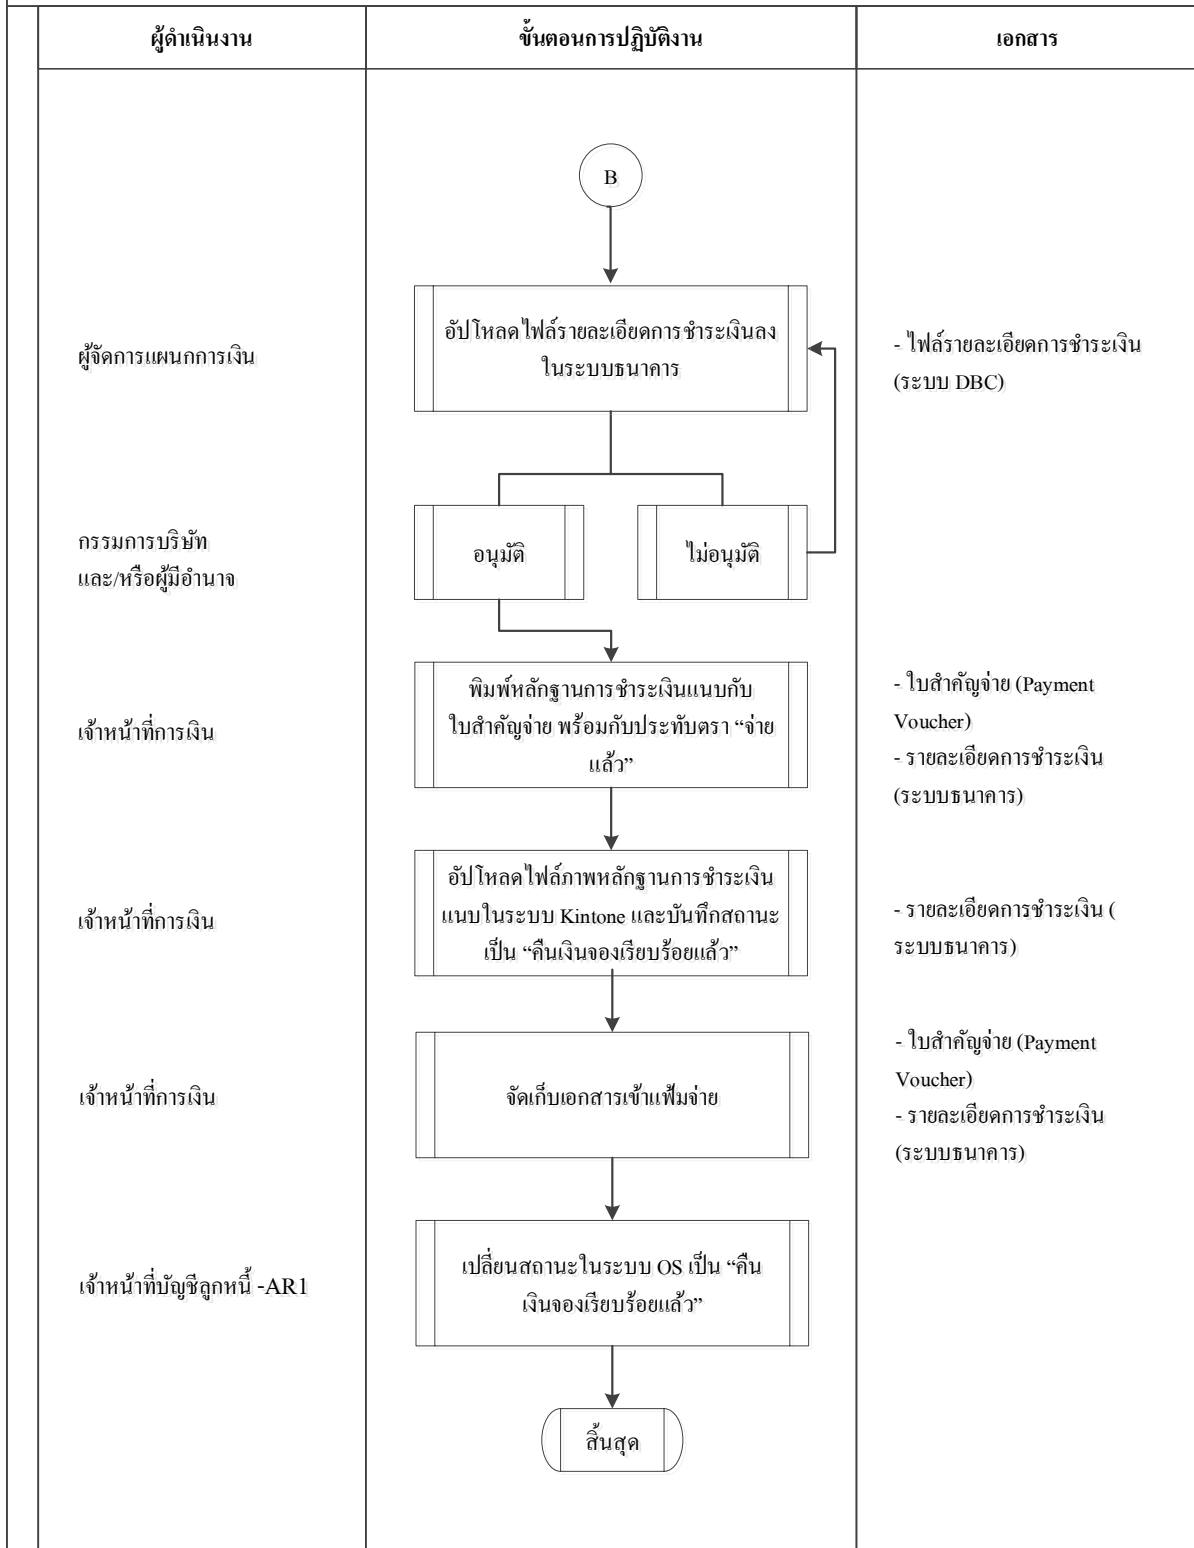 ผู้ดำเนินงาน
ขั้นตอนการปฏิบัติงาน
เอกสาร
B
ผู้จัดการแผนกการเงิน
อัปโหลดไฟล์รายละเอียดการชำระเงินลง
ในระบบธนาคาร
- ไฟล์รายละเอียดการชำระเงิน
(ระบบ DBC)
กรรมการบริษัท
และ/หรือผู้มีอำนาจ
อนุมัติ
ไม่อนุมัติ
เจ้าหน้าที่การเงิน
พิมพ์หลักฐานการชำระเงินแนบกับ
ใบสำคัญจ่าย พร้อมกับประทับตรา “จ่าย
แล้ว”
- ใบสำคัญจ่าย (Payment
Voucher)
- รายละเอียดการชำระเงิน
(ระบบธนาคาร)
เจ้าหน้าที่การเงิน
อัปโหลดไฟล์ภาพหลักฐานการชำระเงิน
แนบในระบบ Kintone และบันทึกสถานะ
เป็น “คืนเงินจองเรียบร้อยแล้ว”
- รายละเอียดการชำระเงิน (
ระบบธนาคาร)
เจ้าหน้าที่การเงิน
จัดเก็บเอกสารเข้าแฟ้มจ่าย
- ใบสำคัญจ่าย (Payment
Voucher)
- รายละเอียดการชำระเงิน
(ระบบธนาคาร)
เจ้าหน้าที่บัญชีลูกหนี้ -AR1
เปลี่ยนสถานะในระบบ OS เป็น “คืน
เงินจองเรียบร้อยแล้ว”
สิ้นสุด